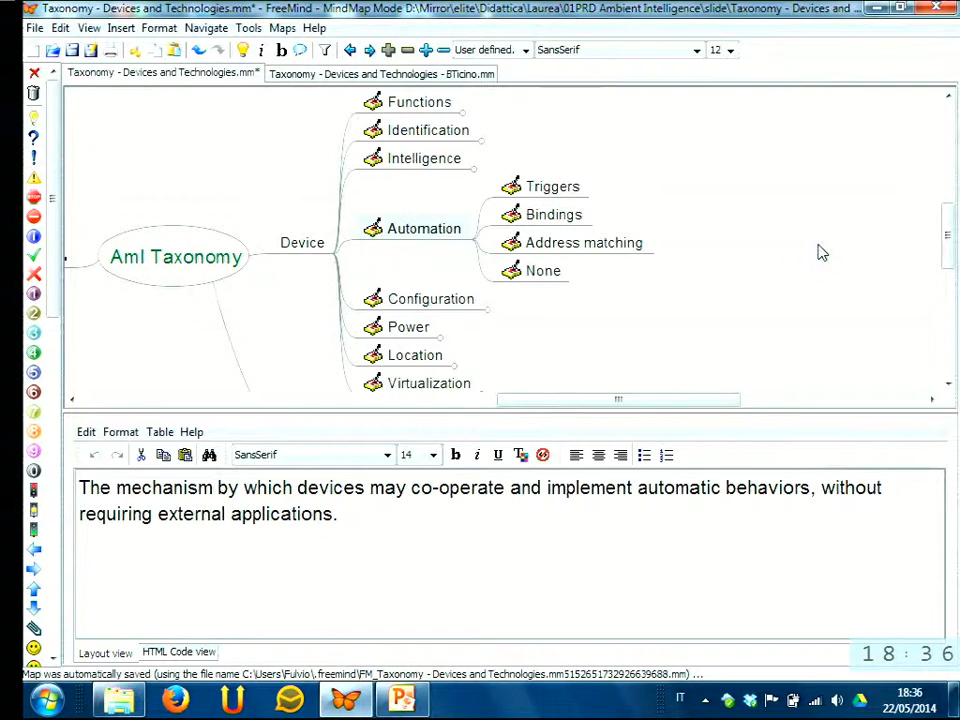 Taxonomy - Devices and Technologies.mm* - FreeMind - MindMap Mode D:\Mirror\elite\Didattica\Laurea\01PRD Ambient Intelligence\slide\Taxonomy - Devices and ...
File Edit View Insert Format Navigate Tools Maps Help
User defined. SansSerif 12
Taxonomy - Devices and Technologies.mm* Taxonomy - Devices and Technologies - BTicino.mm
Functions
Identification
Intelligence
Triggers
Bindings
Automation
Device
Address matching
AmI Taxonomy
None
Configuration
Power
Location
Virtualization
Edit Format Table Help
SansSerif 14
The mechanism by which devices may co-operate and implement automatic behaviors, without
requiring external applications.
Layout view HTML Code view
18:36
Map was automatically saved (using the file name C:\Users\Fulvio\.freemind\FM_Taxonomy - Devices and Technologies.mm5152651732926639688.mm) ...
IT 18:36
22/05/2014